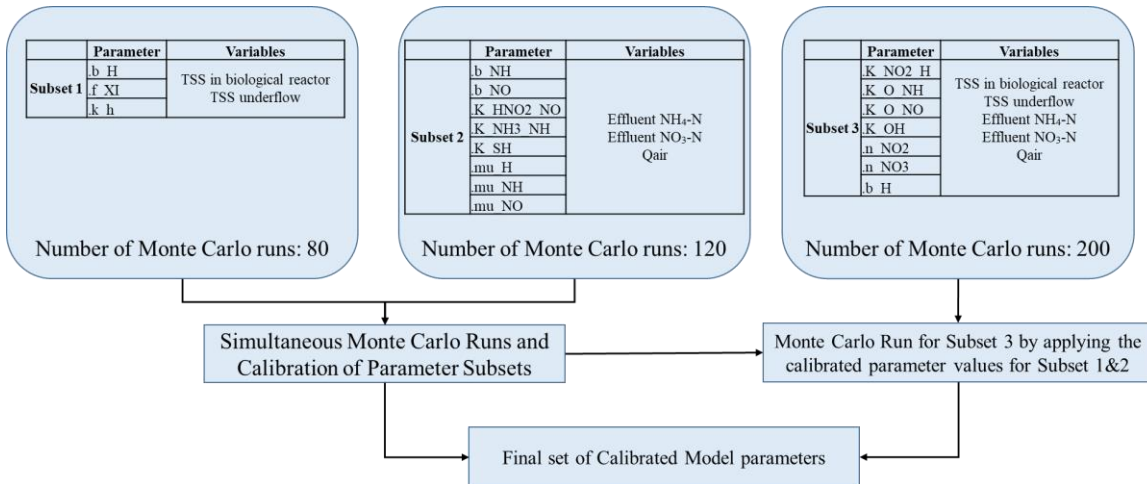 Parameter Variables
Subset 1
.b_H
.f_XI
.k_h
TSS in biological reactor
TSS underflow
Number of Monte Carlo runs: 80
Parameter Variables
Subset 2
.b_NH
.b_NO
.K_HNO2_NO
.K_NH3_NH
.K_SH
.mu_H
.mu_NH
.mu_NO
Effluent NH₄-N
Effluent NO₃-N
Qair
Number of Monte Carlo runs: 120
Parameter Variables
Subset 3
.K_NO2_H
.K_O_NH
.K_O_NO
.K_OH
.n_NO2
.n_NO3
.b_H
TSS in biological reactor
TSS underflow
Effluent NH₄-N
Effluent NO₃-N
Qair
Number of Monte Carlo runs: 200
Simultaneous Monte Carlo Runs and
Calibration of Parameter Subsets
Monte Carlo Run for Subset 3 by applying the
calibrated parameter values for Subset 1&2
Final set of Calibrated Model parameters